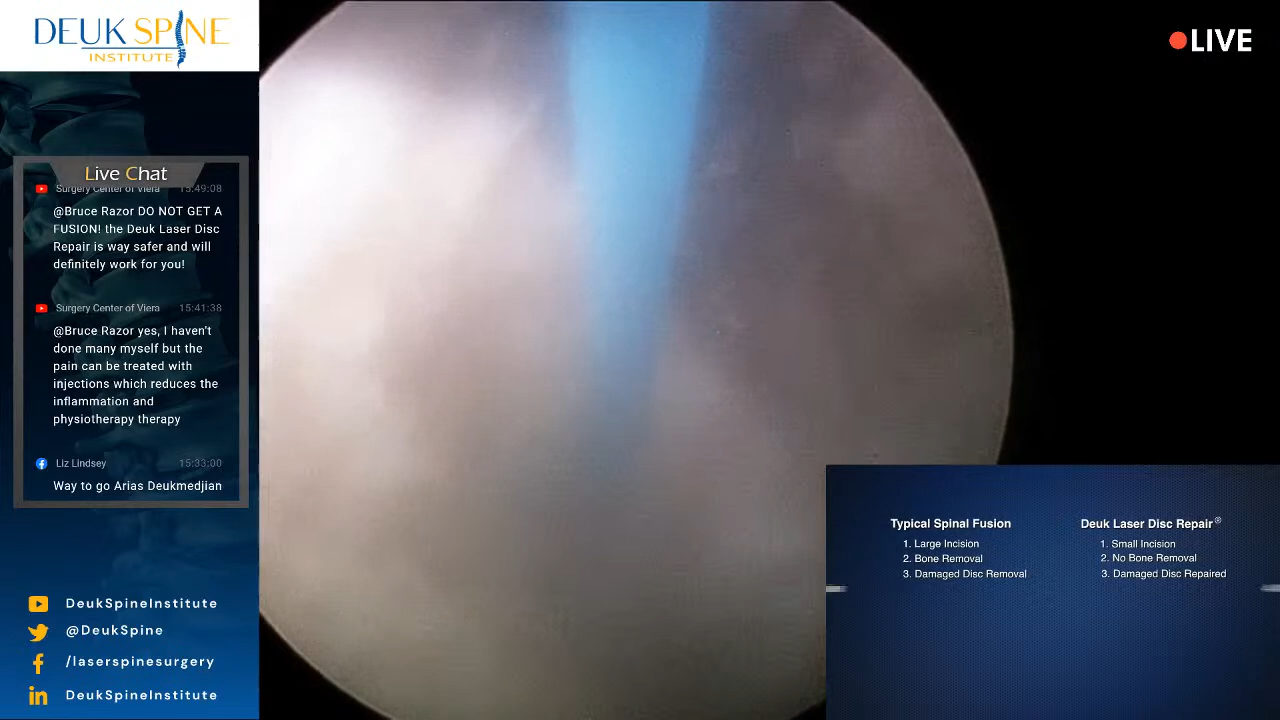 DEUK SPINE
INSTITUTE
LIVE
Live Chat
Surgery Center of Viera 15:49:08
@Bruce Razor DO NOT GET A
FUSION! the Deuk Laser Disc
Repair is way safer and will
definitely work for you!
Surgery Center of Viera 15:41:38
@Bruce Razor yes, I haven't
done many myself but the
pain can be treated with
injections which reduces the
inflammation and
physiotherapy therapy
Liz Lindsey 15:33:00
Way to go Arias Deukmedjian
DeukSpineInstitute
@DeukSpine
/laserspinesurgery
DeukSpineInstitute
Typical Spinal Fusion
1. Large Incision
2. Bone Removal
3. Damaged Disc Removal
Deuk Laser Disc Repair®
1. Small Incision
2. No Bone Removal
3. Damaged Disc Repaired